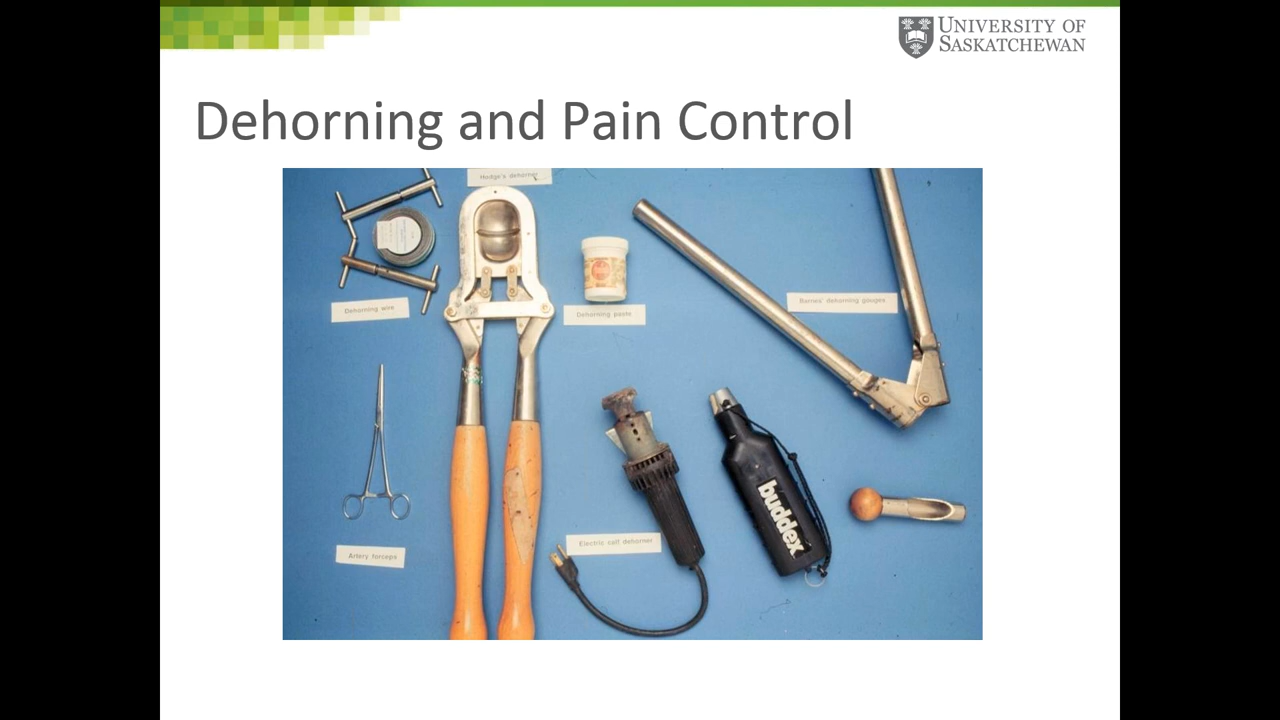 UNIVERSITY OF
SASKATCHEWAN
Dehorning and Pain Control
Hodge's dehorner
Dehorning wire
Dehorning paste
Barnes' dehorning gouges
buddex
Electric calf dehorner
Artery forceps